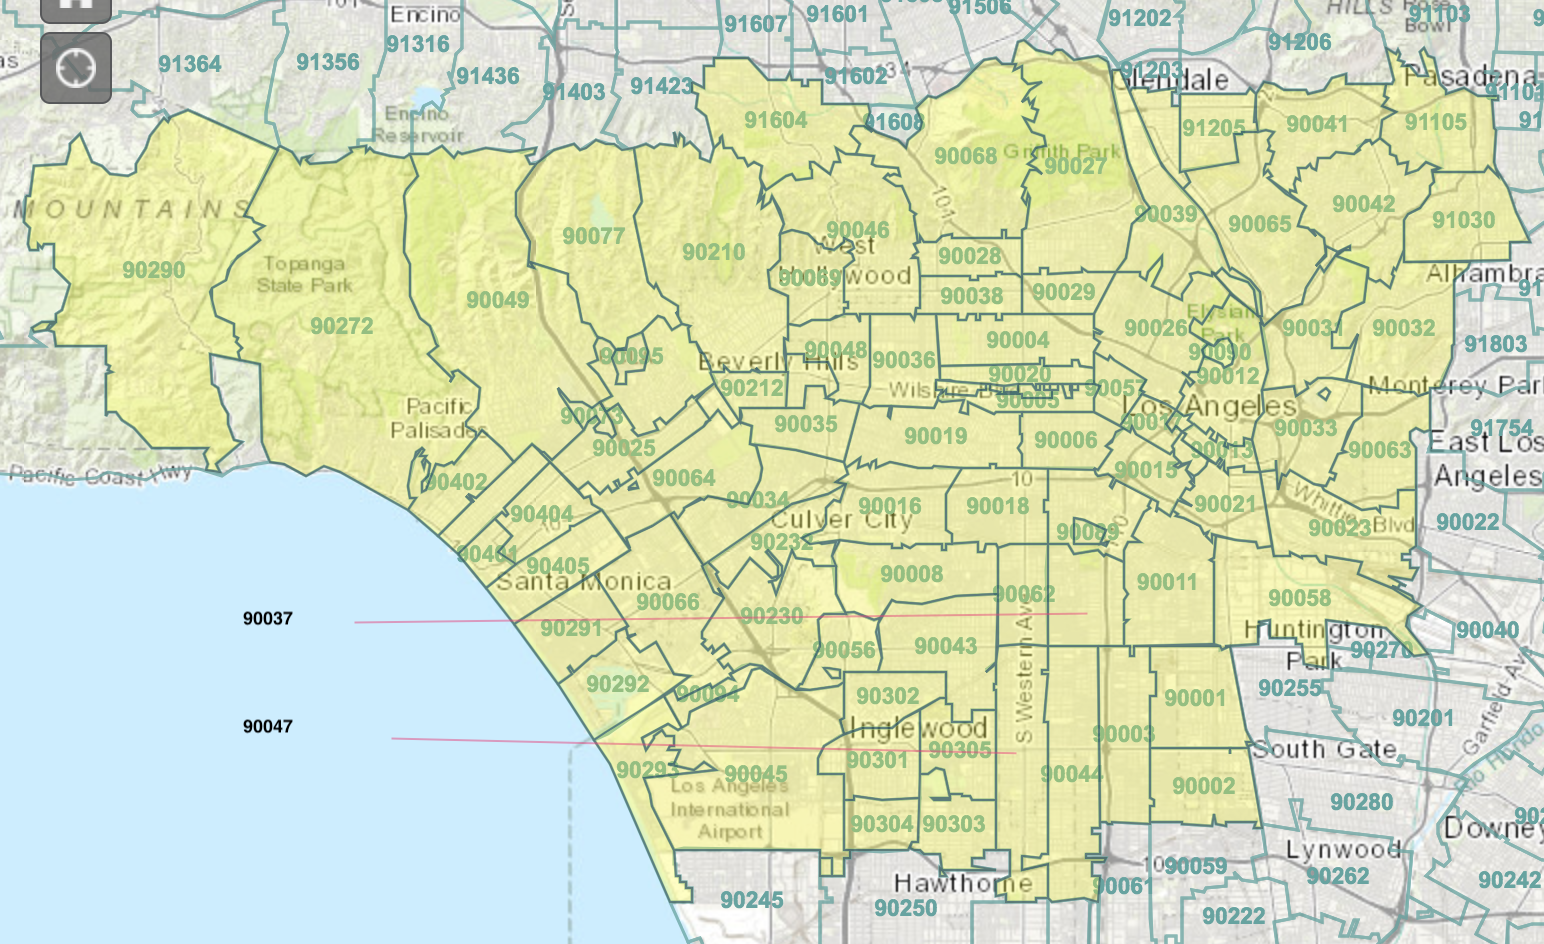 Encino
91607
91601
91506
91202
HILLS
91103
Rose
Bowl
91364
91356
91316
91436
91403
91423
91602
134
91206
91203
Glendale
Pasadena
91103
Encino
Reservoir
91604
91608
91205
90041
91105
90068
Griffith Park
90027
101
MOUNTAINS
90039
90065
90042
91030
90077
90210
90046
West
Hollywood
90069
90028
90290
Topanga
State Park
90272
90049
90038
90029
Alhambra
90026
Elysian
Park
90031
90032
91803
90095
Beverly Hills
90048
90036
90004
90090
90020
90012
90212
Wilshire B
90005
90057
Monterey Park
Pacific
Palisades
90073
90035
Los Angeles
90017
90033
91754
90025
90019
90006
90013
90063
East Los
Angeles
Pacific Coast Hwy
90402
90064
90034
90015
10
90404
90016
90018
90021
Whittier Blvd
90023
90022
Culver City
90232
90089
90401
90405
Santa Monica
90008
90062
90011
90066
90058
90037
90291
90230
90056
90043
Huntington
Park
90270
90040
90292
90094
90302
S Western Ave
90001
90255
90201
Garfield Ave
90047
Inglewood
90305
90003
South Gate
90293
90045
90301
90044
90002
90280
Los Angeles
International
Airport
90304
90303
Downey
Lynwood
90059
90262
90242
90061
Hawthorne
90245
90250
90222